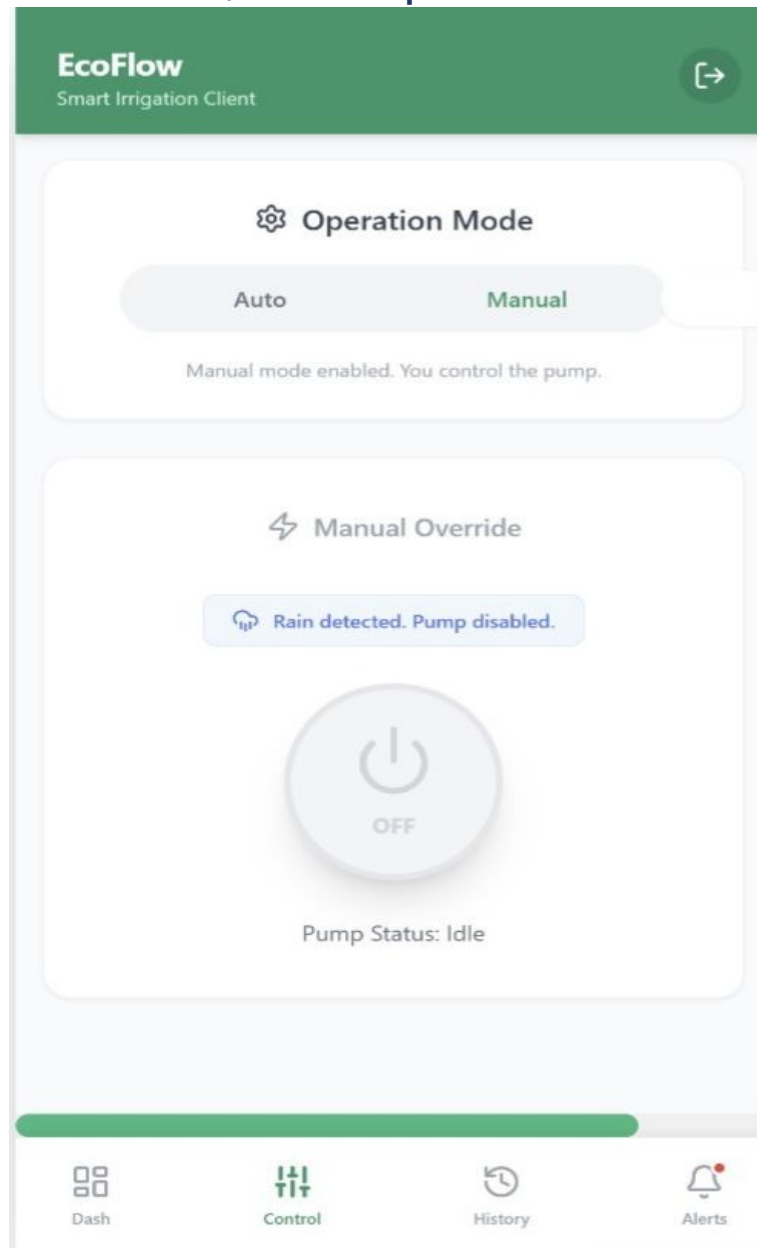 EcoFlow
Smart Irrigation Client
Operation Mode
Auto Manual
Manual mode enabled. You control the pump.
Manual Override
Rain detected. Pump disabled.
OFF
Pump Status: Idle
Dash Control History Alerts